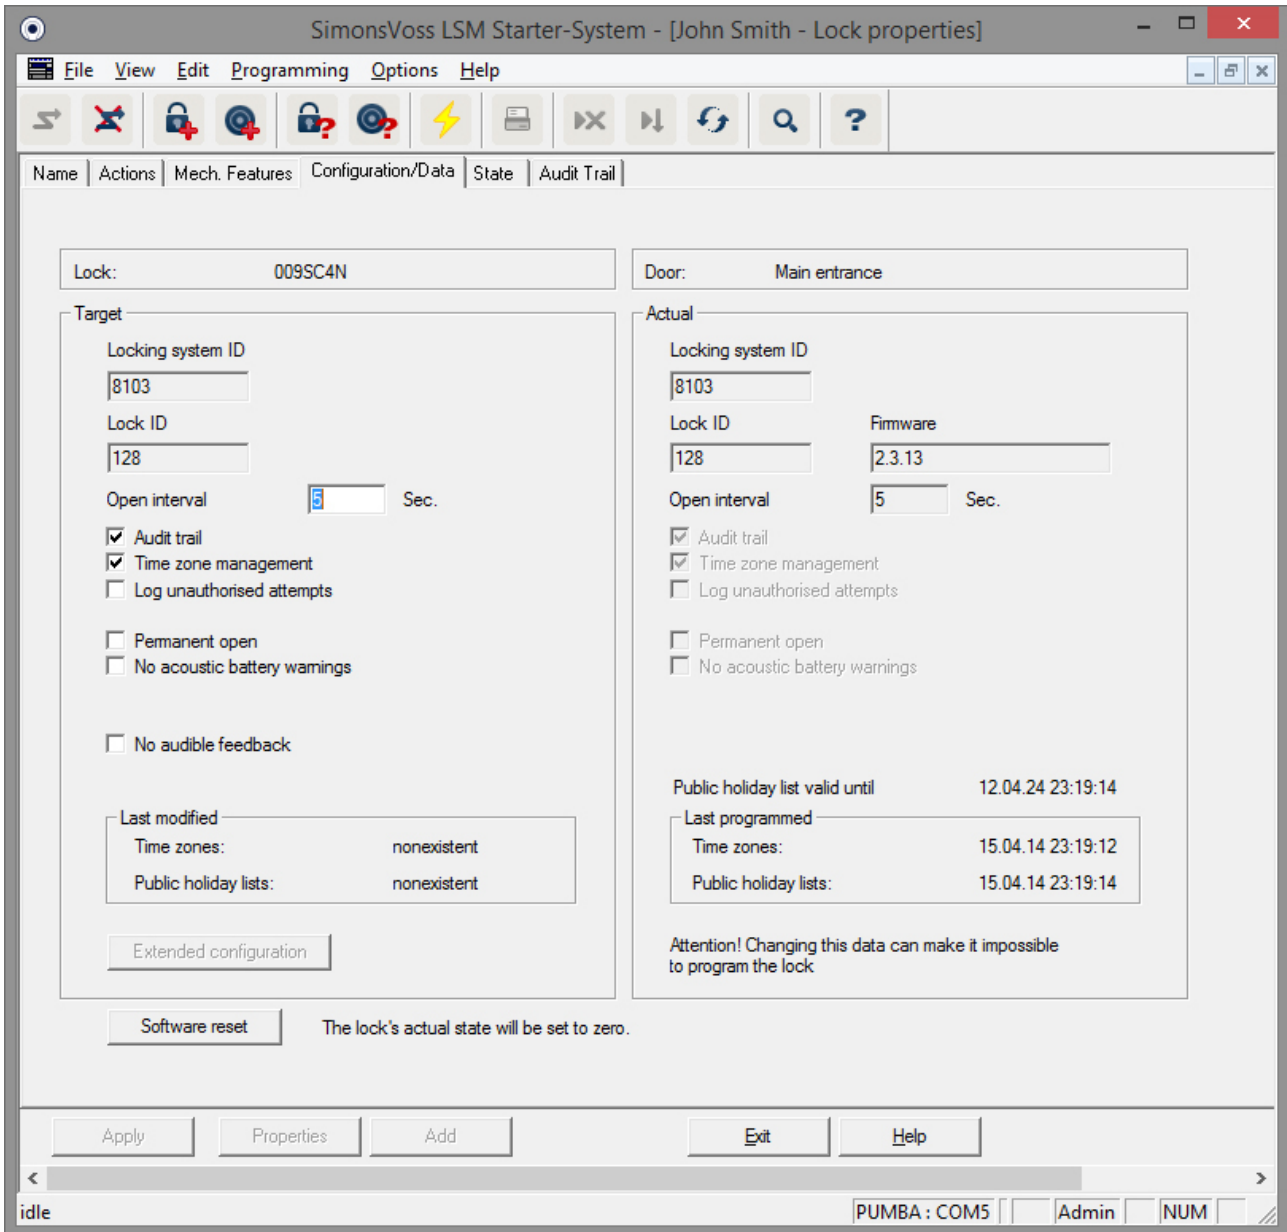 SimonsVoss LSM Starter-System - [John Smith - Lock properties]
File View Edit Programming Options Help
Name Actions Mech. Features Configuration/Data State Audit Trail
Lock: 009SC4N
Door: Main entrance
Target
Locking system ID
8103
Lock ID
128
Open interval 5 Sec.
Audit trail
Time zone management
Log unauthorised attempts
Permanent open
No acoustic battery warnings
No audible feedback
Last modified
Time zones: nonexistent
Public holiday lists: nonexistent
Extended configuration
Actual
Locking system ID
8103
Lock ID Firmware
128 2.3.13
Open interval 5 Sec.
Audit trail
Time zone management
Log unauthorised attempts
Permanent open
No acoustic battery warnings
Public holiday list valid until 12.04.24 23:19:14
Last programmed
Time zones: 15.04.14 23:19:12
Public holiday lists: 15.04.14 23:19:14
Attention! Changing this data can make it impossible
to program the lock
Software reset The lock's actual state will be set to zero.
Apply Properties Add Exit Help
idle PUMBA : COM5 Admin NUM